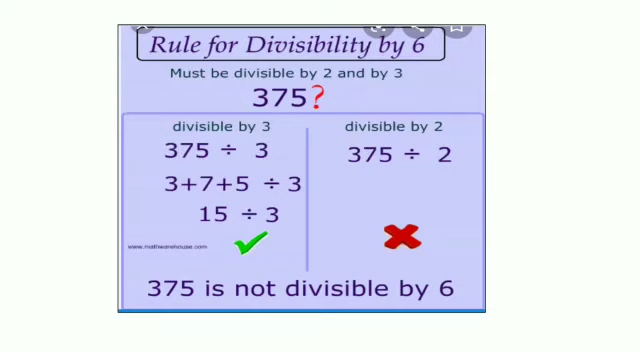 Rule for Divisibility by 6
Must be divisible by 2 and by 3
375?
divisible by 3
375 ÷ 3
3+7+5 ÷ 3
15 ÷ 3
www.mathwarehouse.com
divisible by 2
375 ÷ 2
375 is not divisible by 6